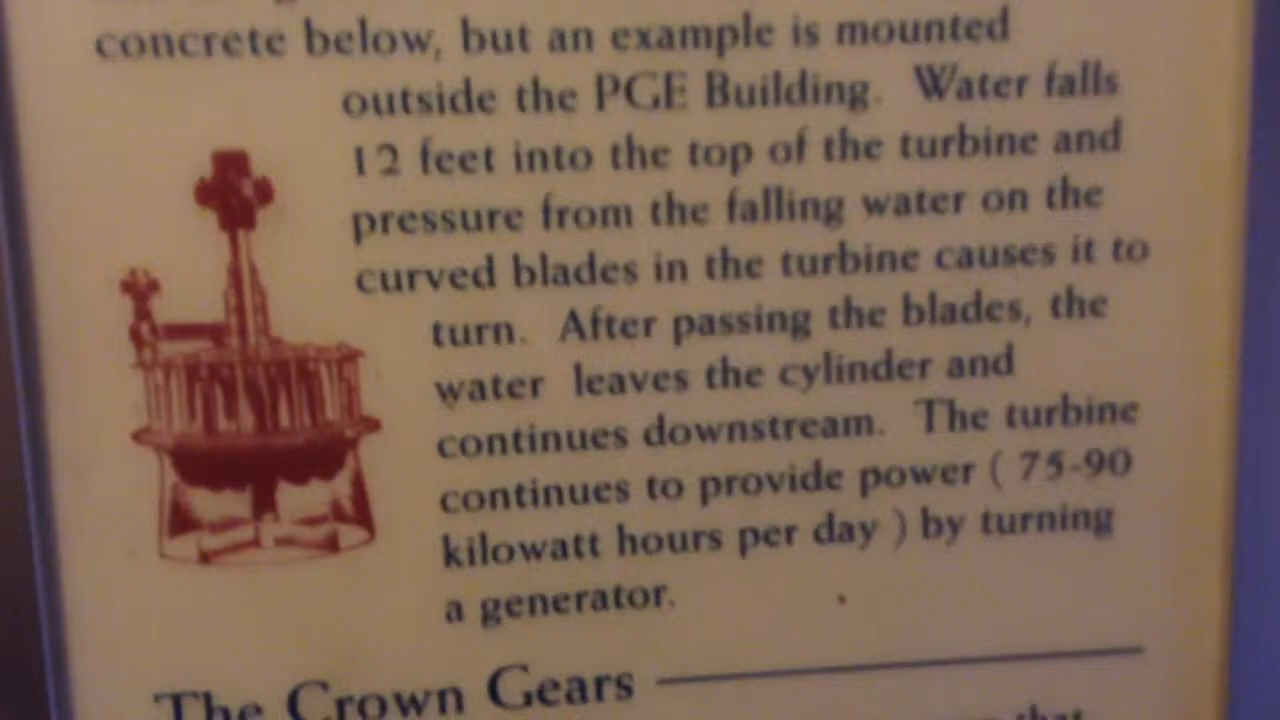 concrete below, but an example is mounted
outside the PGE Building. Water falls
12 feet into the top of the turbine and
pressure from the falling water on the
curved blades in the turbine causes it to
turn. After passing the blades, the
water leaves the cylinder and
continues downstream. The turbine
continues to provide power ( 75-90
kilowatt hours per day ) by turning
a generator.
The Crown Gears
that